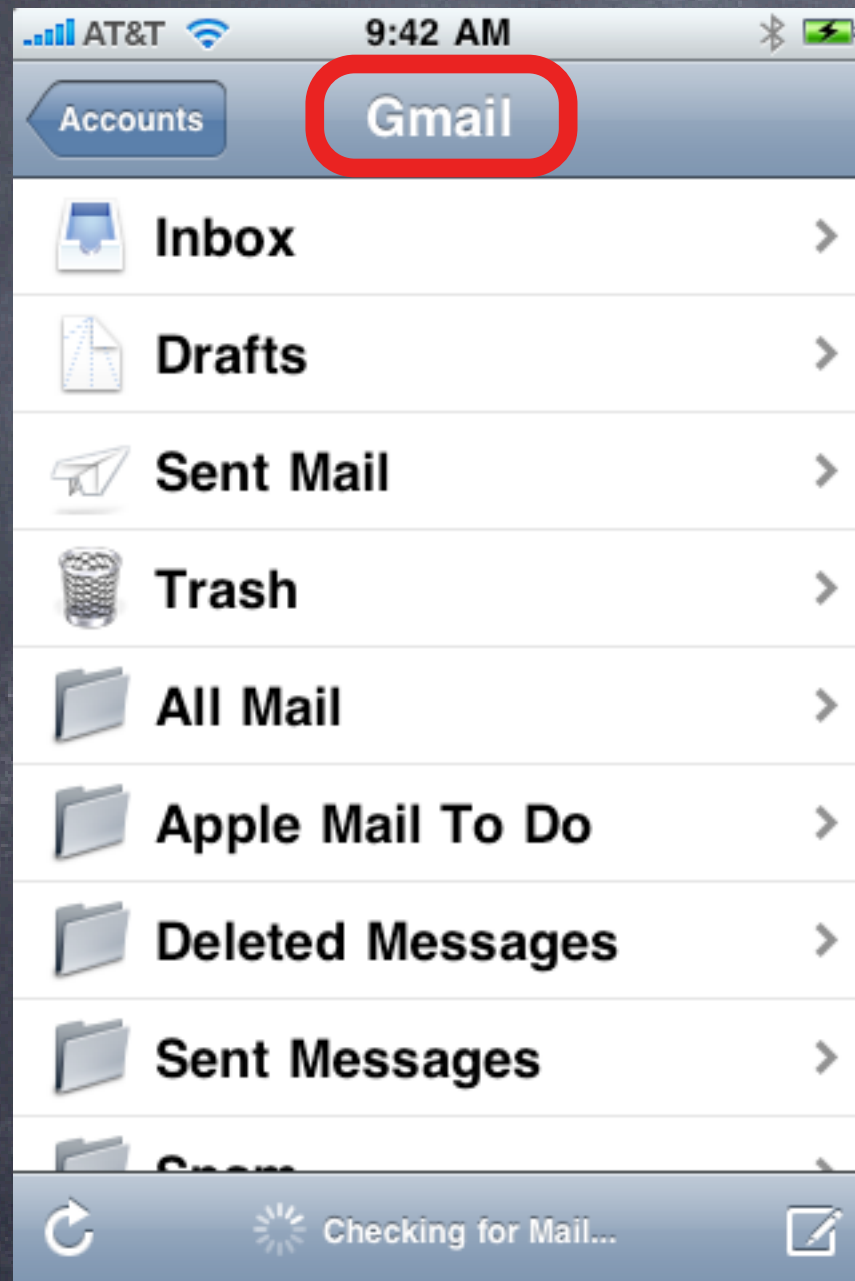 AT&T 9:42 AM
Accounts Gmail
Inbox
Drafts
Sent Mail
Trash
All Mail
Apple Mail To Do
Deleted Messages
Sent Messages
Spam
Checking for Mail...